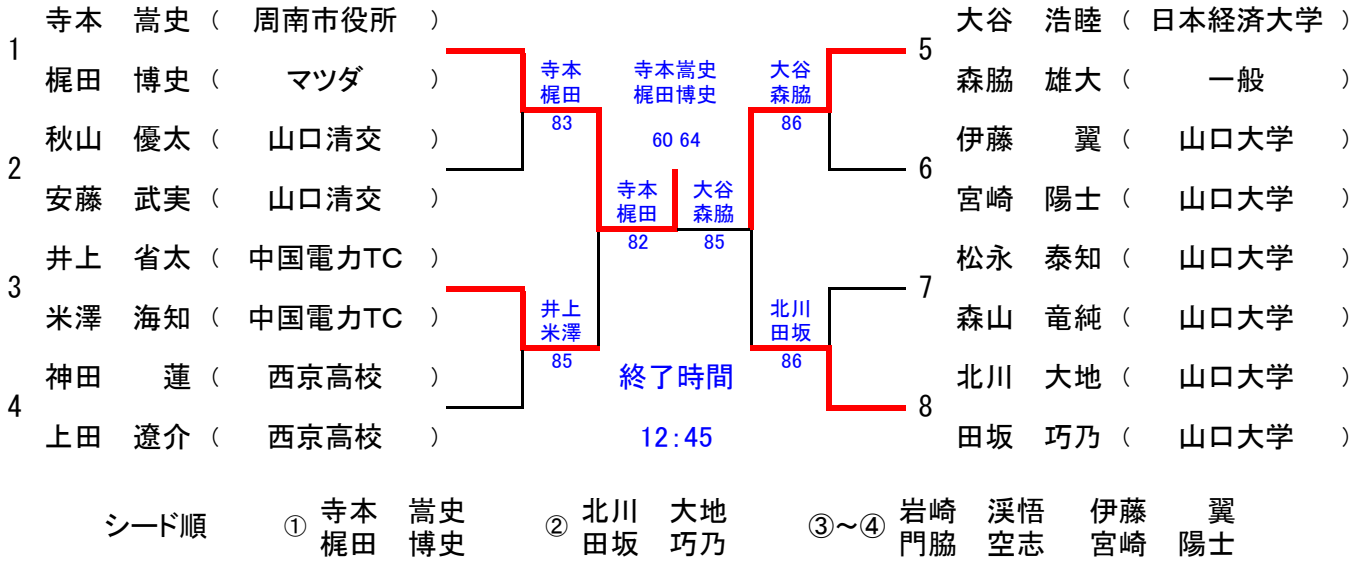 寺本 嵩史（ 周南市役所 ）
1
梶田 博史（ マツダ ）
秋山 優太（ 山口清交 ）
2
安藤 武実（ 山口清交 ）
井上 省太（ 中国電力TC ）
3
米澤 海知（ 中国電力TC ）
神田 蓮（ 西京高校 ）
4
上田 遼介（ 西京高校 ）
寺本
梶田
83
井上
米澤
85
寺本嵩史
梶田博史
60 64
寺本
梶田
82
大谷
森脇
85
終了時間
12:45
大谷
森脇
86
北川
田坂
86
大谷 浩睦（ 日本経済大学 ）
5
森脇 雄大（ 一般 ）
伊藤 翼（ 山口大学 ）
6
宮崎 陽士（ 山口大学 ）
松永 泰知（ 山口大学 ）
7
森山 竜純（ 山口大学 ）
北川 大地（ 山口大学 ）
8
田坂 巧乃（ 山口大学 ）
シード順
① 寺本 嵩史
梶田 博史
② 北川 大地
田坂 巧乃
③～④ 岩崎 渓悟 伊藤 翼
門脇 空志 宮崎 陽士